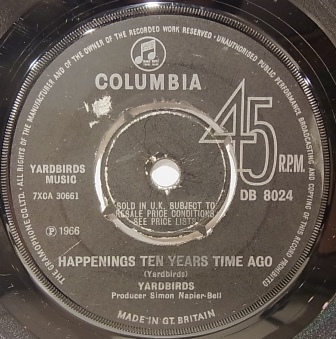 THE GRAMOPHONE CO. LTD. · ALL RIGHTS OF THE MANUFACTURER AND OF THE OWNER OF THE RECORDED WORK RESERVED · UNAUTHORISED PUBLIC PERFORMANCE BROADCASTING AND COPYING OF THIS RECORD PROHIBITED
COLUMBIA
45
R.P.M.
YARDBIRDS
MUSIC
7XCA 30661
DB 8024
SOLD IN U.K. SUBJECT TO
RESALE PRICE CONDITIONS,
SEE PRICE LISTS
Ⓟ 1966
HAPPENINGS TEN YEARS TIME AGO
(Yardbirds)
YARDBIRDS
Producer Simon Napier-Bell
MADE IN GT. BRITAIN